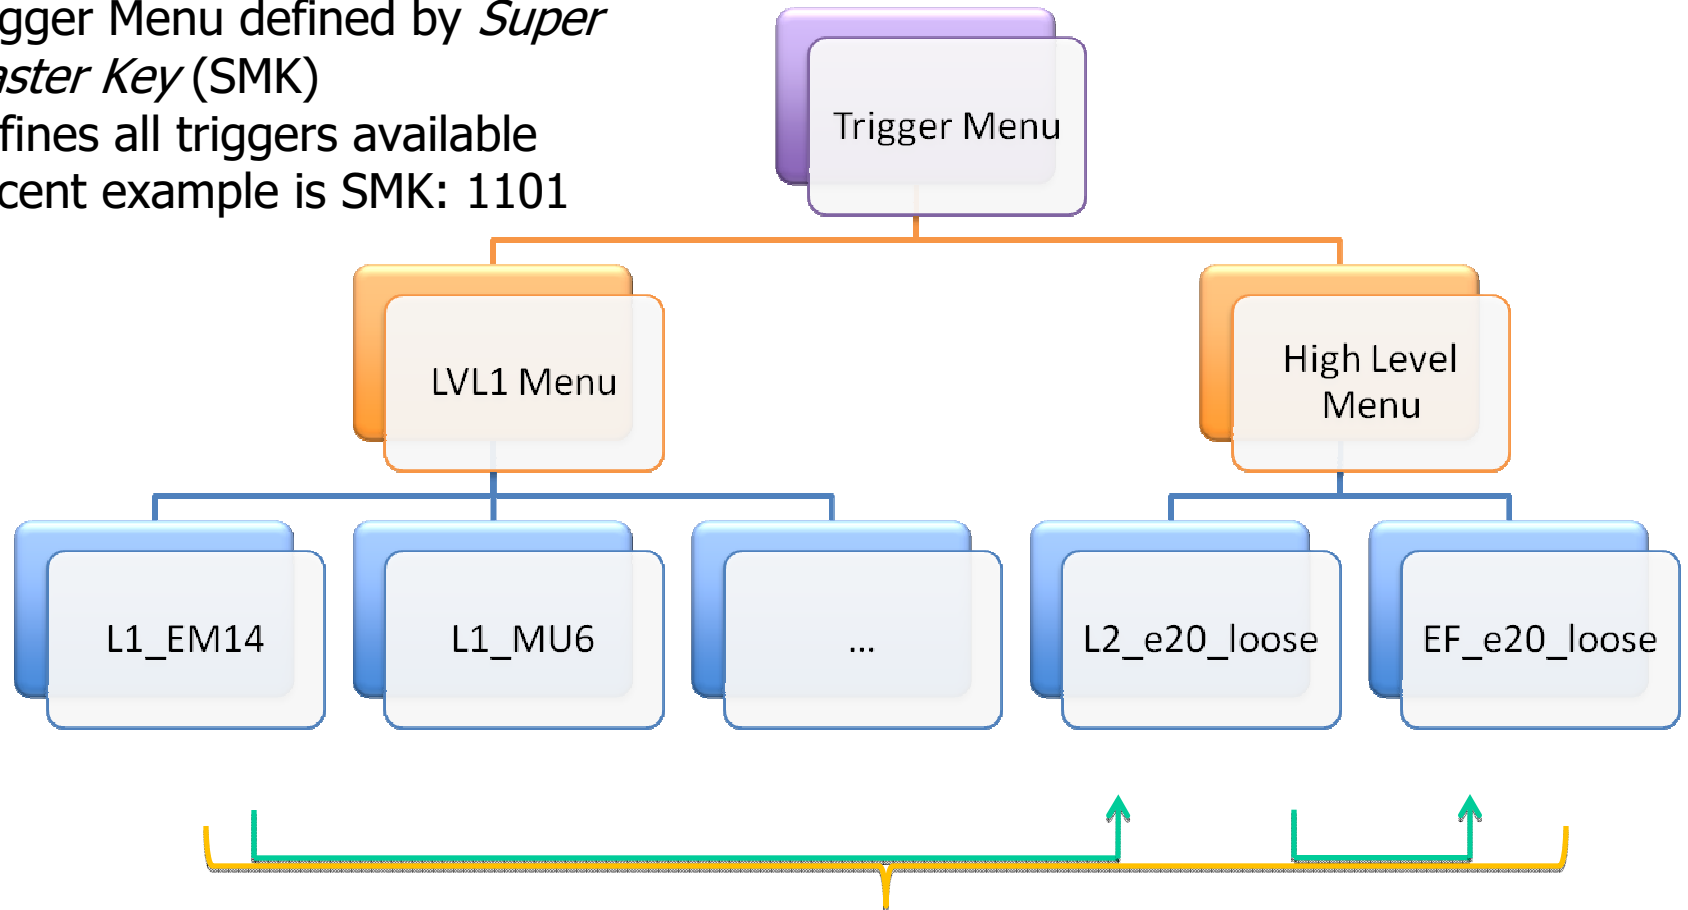 gger Menu defined by Super
aster Key (SMK)
fines all triggers available
cent example is SMK: 1101
Trigger Menu
LVL1 Menu
High Level
Menu
L1_EM14
L1_MU6
...
L2_e20_loose
EF_e20_loose